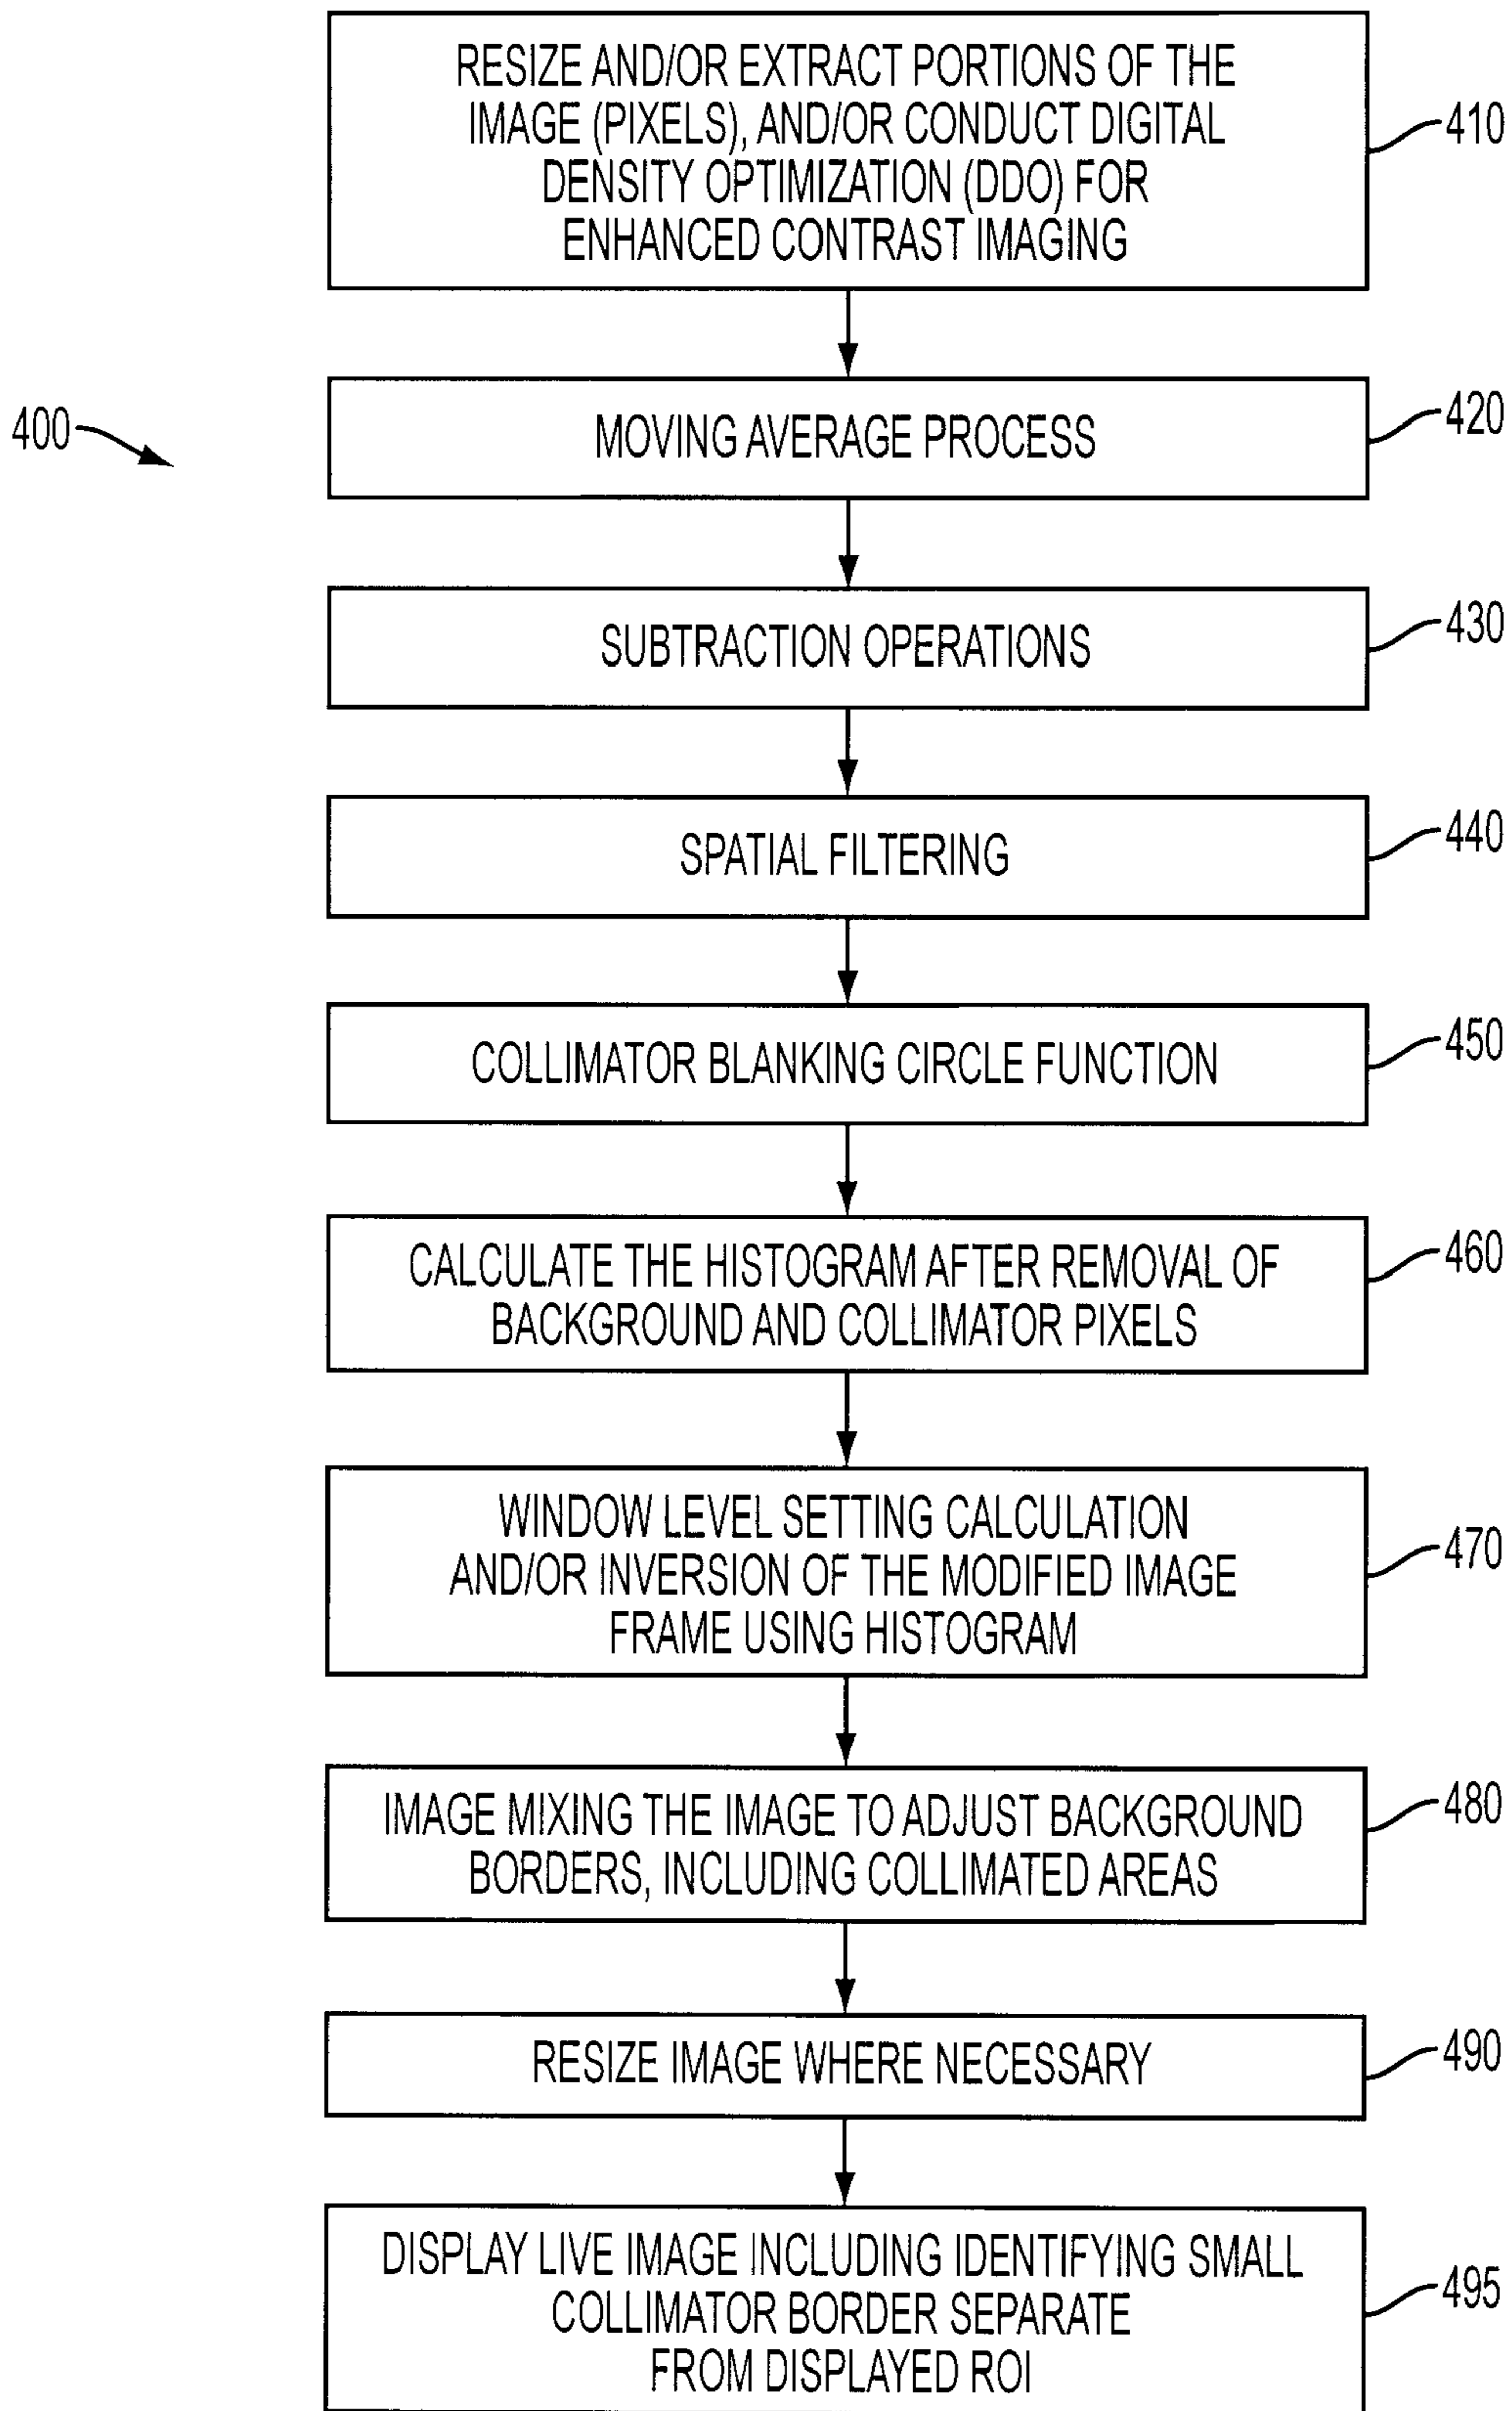 RESIZE AND/OR EXTRACT PORTIONS OF THE
IMAGE (PIXELS), AND/OR CONDUCT DIGITAL
DENSITY OPTIMIZATION (DDO) FOR
ENHANCED CONTRAST IMAGING
410
400
MOVING AVERAGE PROCESS
420
SUBTRACTION OPERATIONS
430
SPATIAL FILTERING
440
COLLIMATOR BLANKING CIRCLE FUNCTION
450
CALCULATE THE HISTOGRAM AFTER REMOVAL OF
BACKGROUND AND COLLIMATOR PIXELS
460
WINDOW LEVEL SETTING CALCULATION
AND/OR INVERSION OF THE MODIFIED IMAGE
FRAME USING HISTOGRAM
470
IMAGE MIXING THE IMAGE TO ADJUST BACKGROUND
BORDERS, INCLUDING COLLIMATED AREAS
480
RESIZE IMAGE WHERE NECESSARY
490
DISPLAY LIVE IMAGE INCLUDING IDENTIFYING SMALL
COLLIMATOR BORDER SEPARATE
FROM DISPLAYED ROI
495